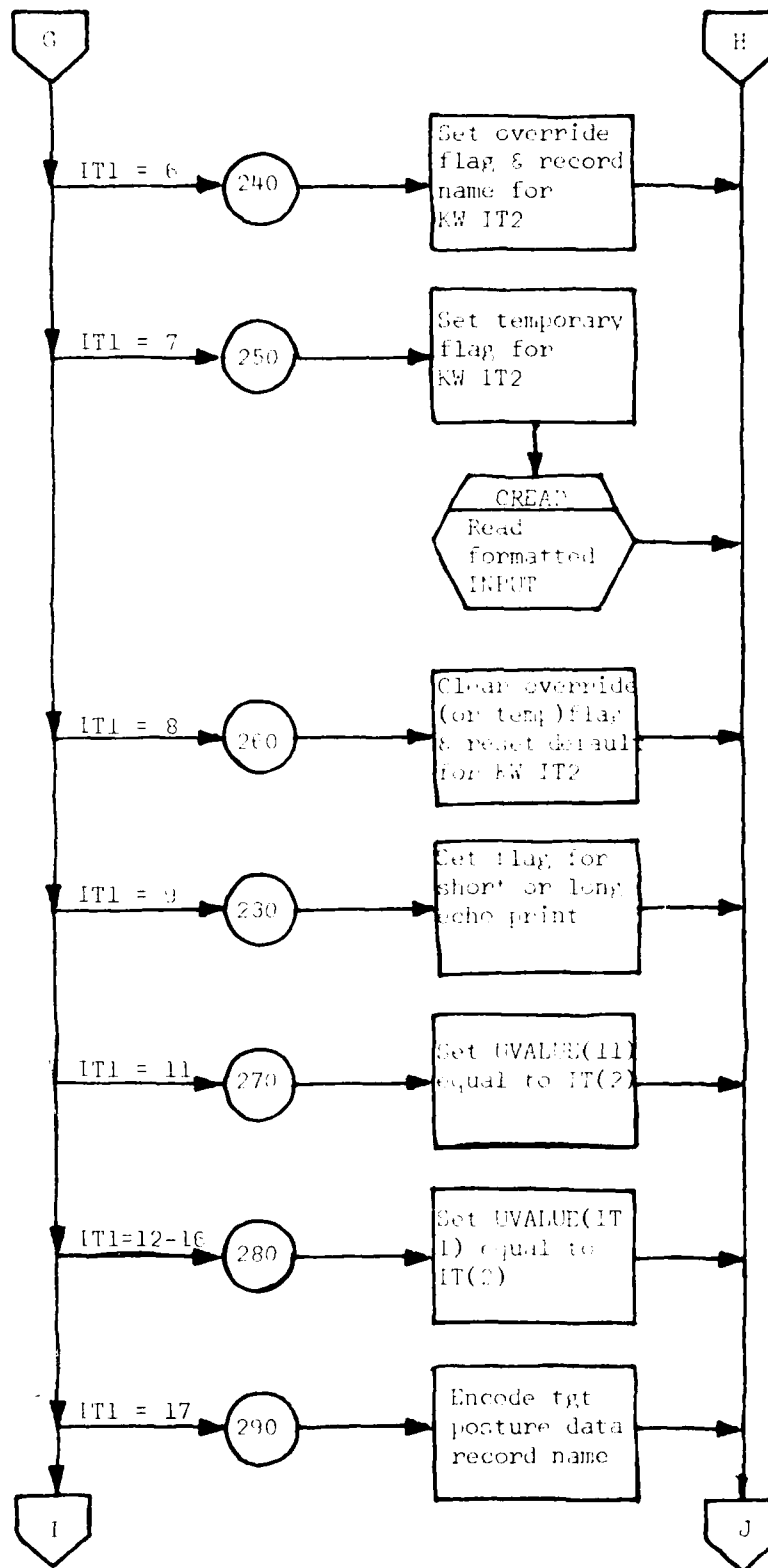 G
H
IT1 = 6
240
Set override
flag & record
name for
KW IT2
IT1 = 7
250
Set temporary
flag for
KW IT2
CREAD
Read
formatted
INPUT
IT1 = 8
260
Clear override
(or temp)flag
& reset default
for KW IT2
IT1 = 9
230
Set flag for
short or long
echo print
IT1 = 11
270
Set UVALUE(11)
equal to IT(2)
IT1=12-16
280
Set UVALUE(IT
1) equal to
IT(2)
IT1 = 17
290
Encode tgt
posture data
record name
I
J